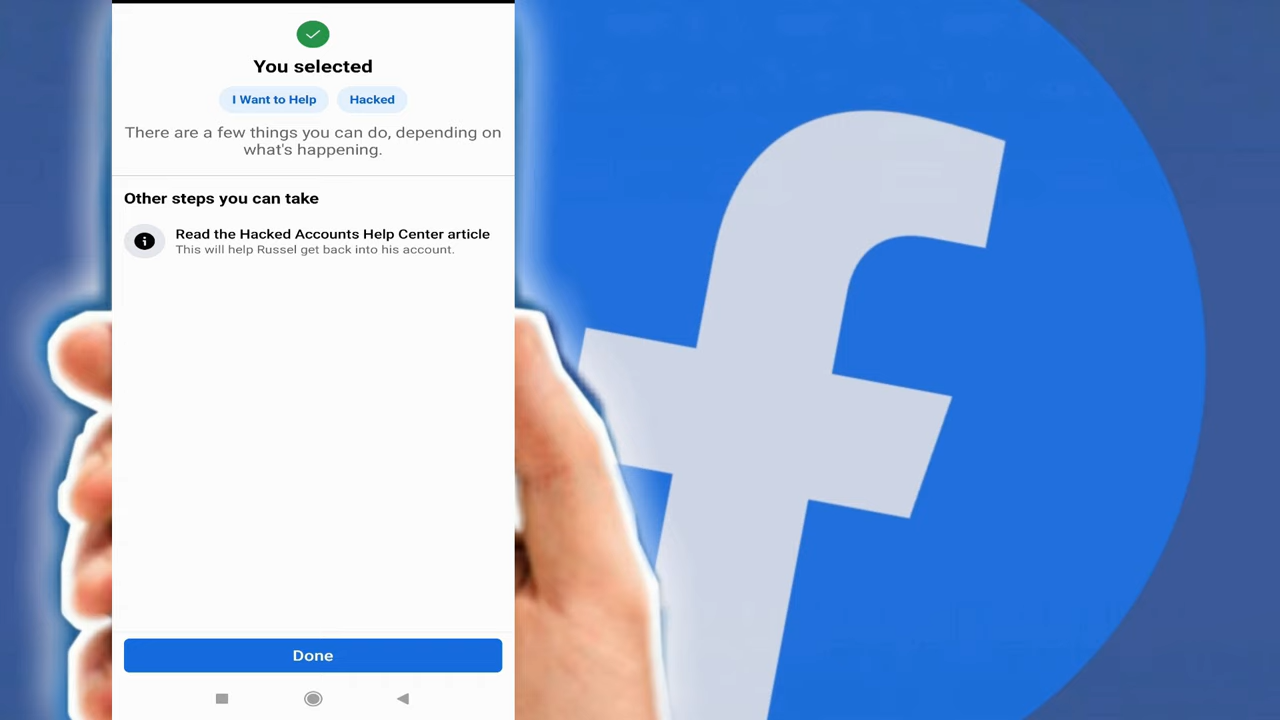 You selected
I Want to Help Hacked
There are a few things you can do, depending on
what's happening.
Other steps you can take
Read the Hacked Accounts Help Center article
This will help Russel get back into his account.
Done